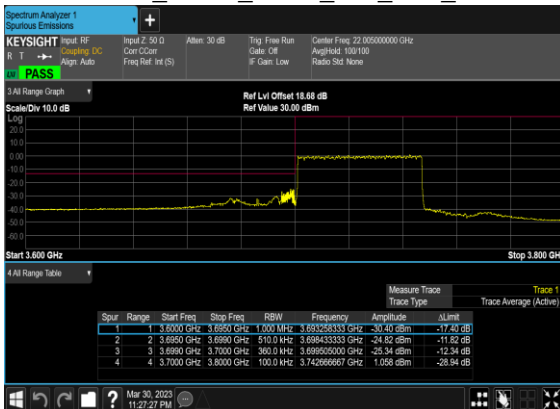 Spectrum Analyzer 1
Spurious Emissions
KEYSIGHT Input: RF Input Z: 50 Ω Atten: 30 dB Trig: Free Run Center Freq: 22.005000000 GHz
R T Coupling: DC Corr CCorr Gate: Off Avg|Hold: 100/100
Align: Auto Freq Ref: Int (S) IF Gain: Low Radio Std: None
LXI PASS
3 All Range Graph
Ref Lvl Offset 18.68 dB
Scale/Div 10.0 dB Ref Value 30.00 dBm
Log
20.0
10.0
0.00
-10.0
-20.0
-30.0
-40.0
-50.0
-60.0
Start 3.600 GHz Stop 3.800 GH
4 All Range Table
Measure Trace Trace 1
Trace Type Trace Average (Active)
Spur Range Start Freq Stop Freq RBW Frequency Amplitude ΔLimit
1 1 3.6000 GHz 3.6950 GHz 1.000 MHz 3.693258333 GHz -30.40 dBm -17.40 dB
2 2 3.6950 GHz 3.6990 GHz 510.0 kHz 3.698433333 GHz -24.82 dBm -11.82 dB
3 3 3.6990 GHz 3.7000 GHz 360.0 kHz 3.699505000 GHz -25.34 dBm -12.34 dB
4 4 3.7000 GHz 3.8000 GHz 100.0 kHz 3.742666667 GHz 1.058 dBm -28.94 dB
Mar 30, 2023
11:27:27 PM